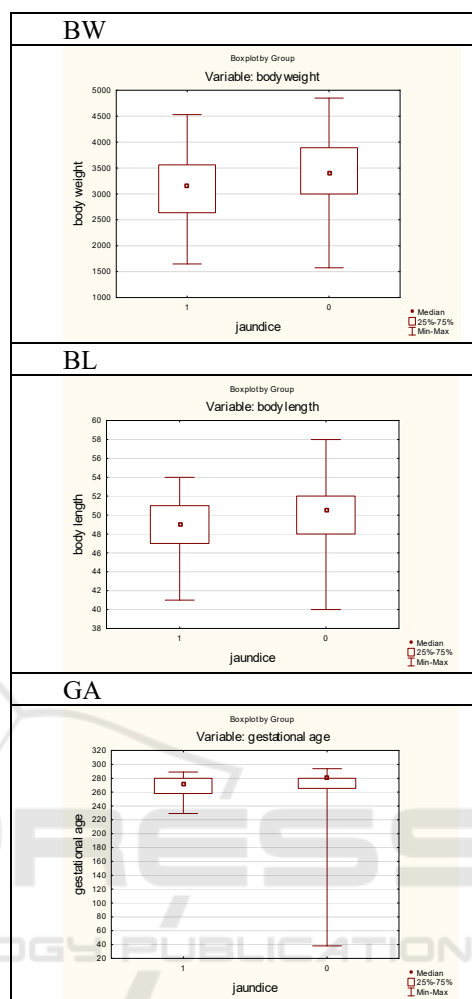 BW
Boxplot by Group
Variable: body weight
5000
4500
4000
3500
3000
2500
2000
1500
1000
body weight
1 0
jaundice
Median
25%-75%
Min-Max
BL
Boxplot by Group
Variable: body length
60
58
56
54
52
50
48
46
44
42
40
38
body length
1 0
jaundice
Median
25%-75%
Min-Max
GA
Boxplot by Group
Variable: gestational age
320
300
280
260
240
220
200
180
160
140
120
100
80
60
40
20
gestational age
1 0
jaundice
Median
25%-75%
Min-Max
PRESS
OGY PUBLICATION